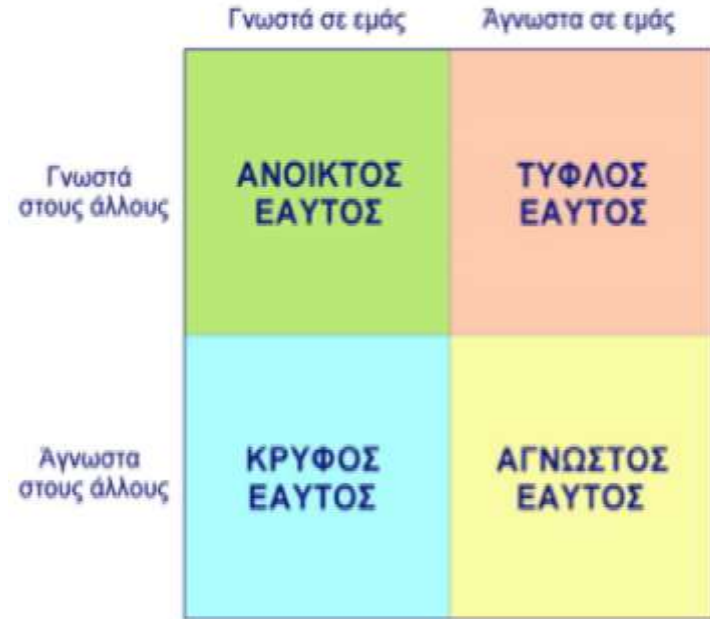 Γνωστά σε εμάς
Άγνωστα σε εμάς
Γνωστά
στους άλλους
ΑΝΟΙΚΤΟΣ
ΕΑΥΤΟΣ
ΤΥΦΛΟΣ
ΕΑΥΤΟΣ
Άγνωστα
στους άλλους
ΚΡΥΦΟΣ
ΕΑΥΤΟΣ
ΑΓΝΩΣΤΟΣ
ΕΑΥΤΟΣ